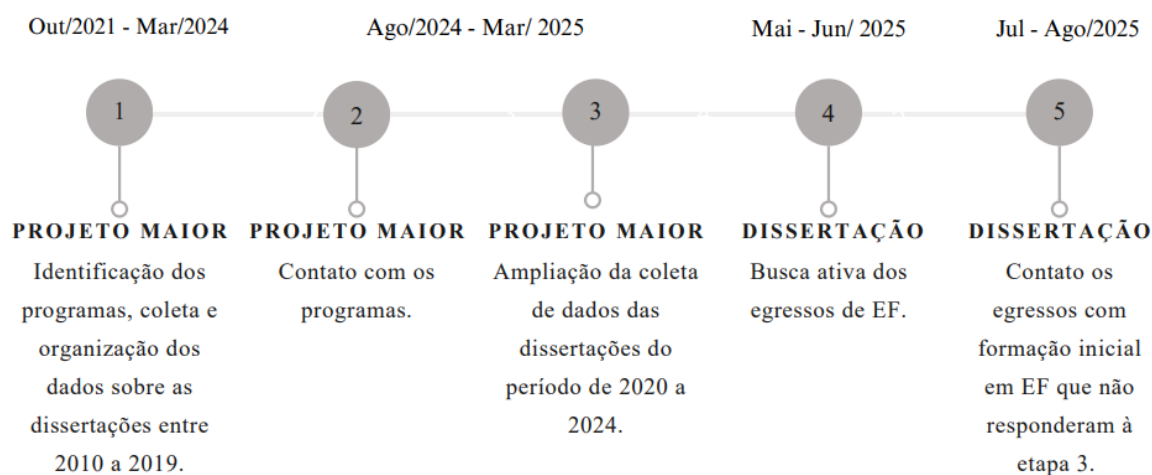 Out/2021 - Mar/2024
Ago/2024 - Mar/ 2025
Mai - Jun/ 2025
Jul - Ago/2025
1
2
3
4
5
PROJETO MAIOR
Identificação dos
programas, coleta e
organização dos
dados sobre as
dissertações entre
2010 a 2019.
PROJETO MAIOR
Contato com os
programas.
PROJETO MAIOR
Ampliação da coleta
de dados das
dissertações do
período de 2020 a
2024.
DISSERTAÇÃO
Busca ativa dos
egressos de EF.
DISSERTAÇÃO
Contato os
egressos com
formação inicial
em EF que não
responderam à
etapa 3.